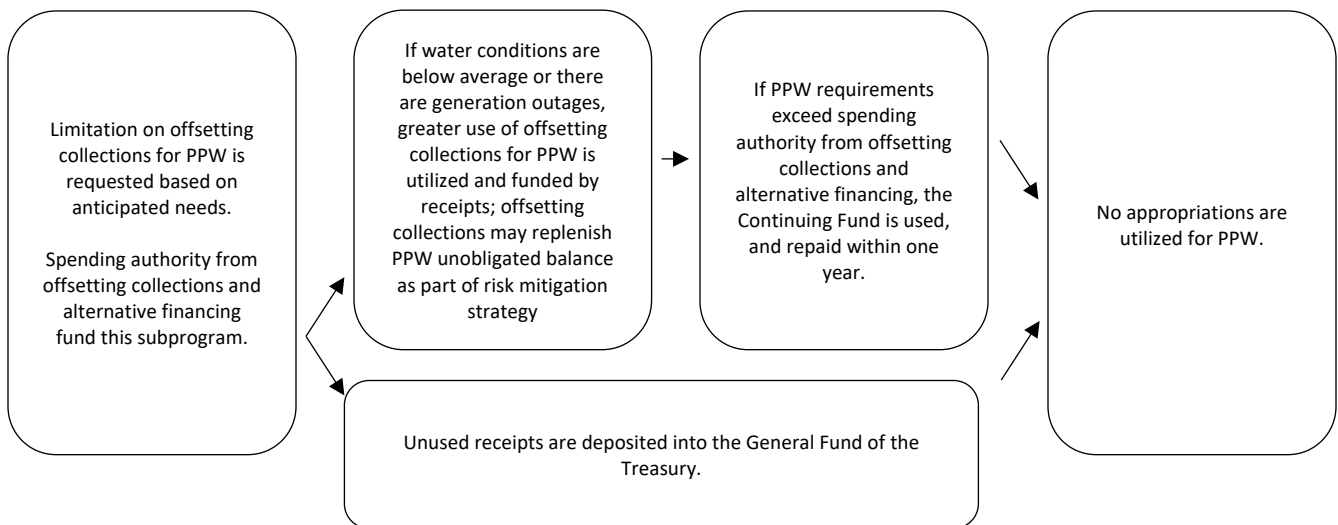 Limitation on offsetting
collections for PPW is
requested based on
anticipated needs.
Spending authority from
offsetting collections and
alternative financing
fund this subprogram.
If water conditions are
below average or there
are generation outages,
greater use of offsetting
collections for PPW is
utilized and funded by
receipts; offsetting
collections may replenish
PPW unobligated balance
as part of risk mitigation
strategy
If PPW requirements
exceed spending
authority from offsetting
collections and
alternative financing, the
Continuing Fund is used,
and repaid within one
year.
Unused receipts are deposited into the General Fund of the
Treasury.
No appropriations are
utilized for PPW.